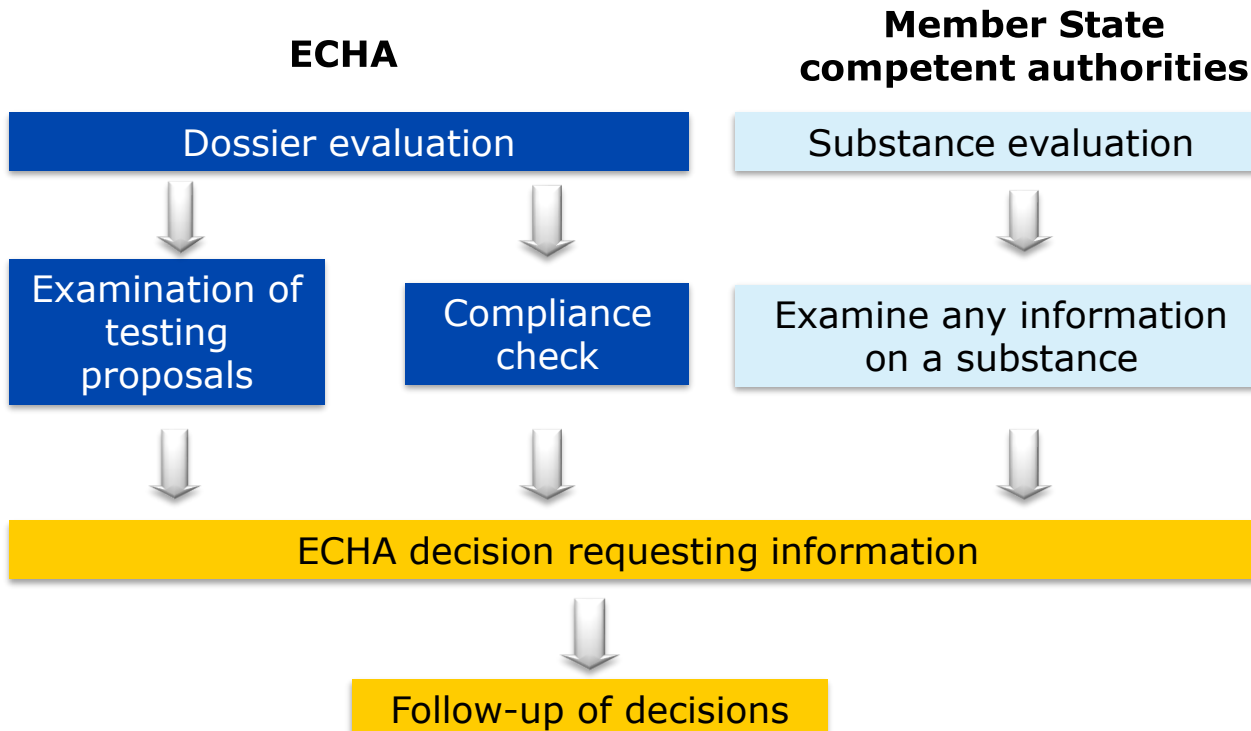 ECHA
Member State
competent authorities
Dossier evaluation
Substance evaluation
Examination of
testing
proposals
Compliance
check
Examine any information
on a substance
ECHA decision requesting information
Follow-up of decisions